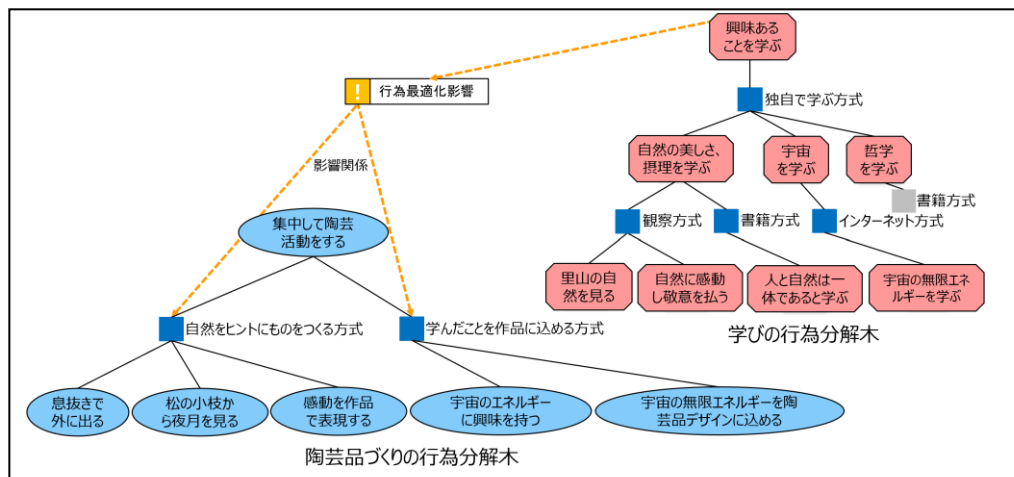 興味ある
ことを学ぶ
!
行為最適化影響
独自で学ぶ方式
影響関係
自然の美しさ、
摂理を学ぶ
宇宙
を学ぶ
哲学
を学ぶ
書籍方式
観察方式
書籍方式
インターネット方式
集中して陶芸
活動をする
里山の自
然を見る
自然に感動
し敬意を払う
人と自然は一
体であると学ぶ
宇宙の無限エネ
ルギーを学ぶ
学びの行為分解木
自然をヒントにものをつくる方式
学んだことを作品に込める方式
息抜きで
外に出る
松の小枝か
ら夜月を見る
感動を作品
で表現する
宇宙のエネルギー
に興味を持つ
宇宙の無限エネルギーを陶
芸品デザインに込める
陶芸品づくりの行為分解木